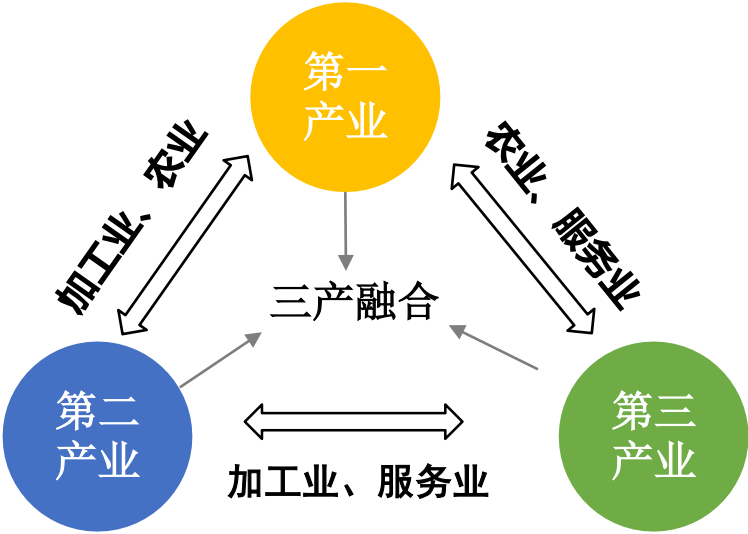 第一
产业
加工业、农业
农业、服务业
三产融合
第二
产业
第三
产业
加工业、服务业